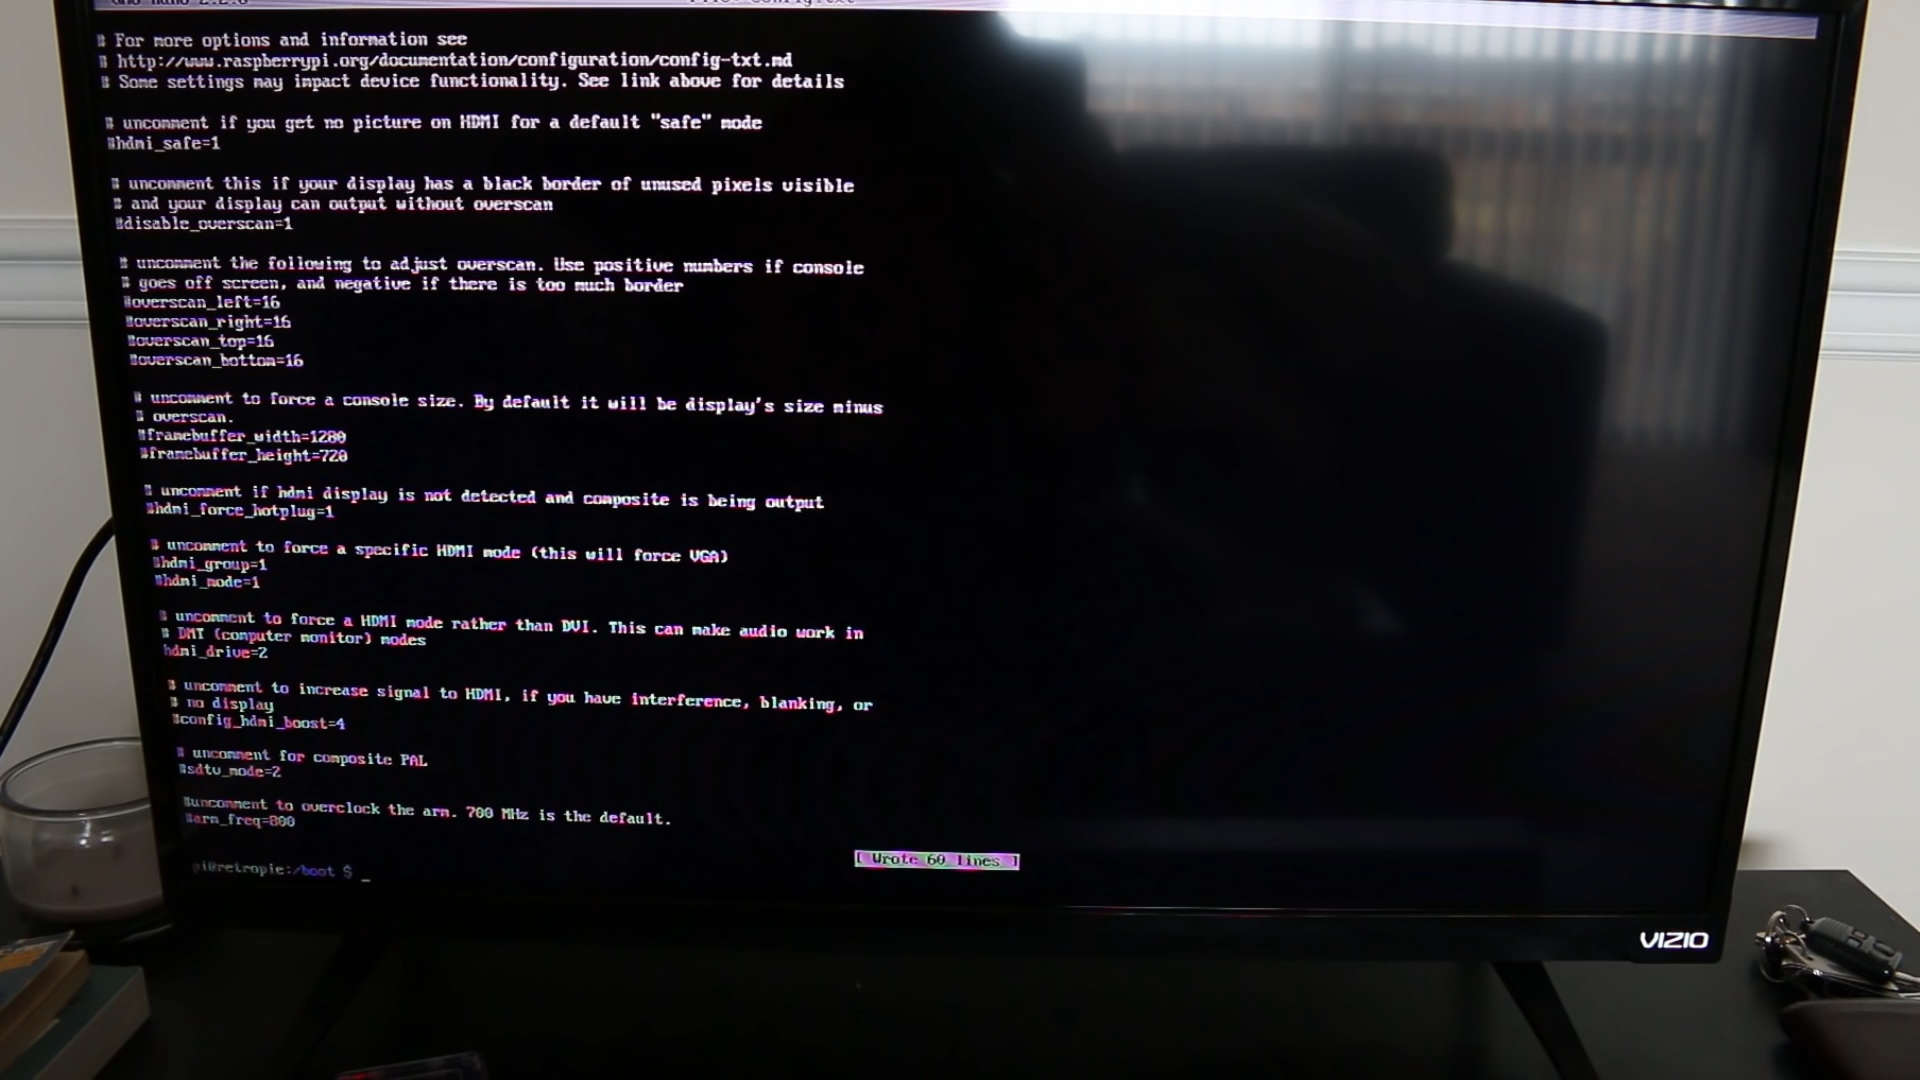 # For more options and information see
# http://www.raspberrypi.org/documentation/configuration/config-txt.md
# Some settings may impact device functionality. See link above for details
# uncomment if you get no picture on HDMI for a default "safe" mode
#hdmi_safe=1
# uncomment this if your display has a black border of unused pixels visible
# and your display can output without overscan
#disable_overscan=1
# uncomment the following to adjust overscan. Use positive numbers if console
# goes off screen, and negative if there is too much border
#overscan_left=16
#overscan_right=16
#overscan_top=16
#overscan_bottom=16
# uncomment to force a console size. By default it will be display's size minus
# overscan.
#framebuffer_width=1280
#framebuffer_height=720
# uncomment if hdmi display is not detected and composite is being output
#hdmi_force_hotplug=1
# uncomment to force a specific HDMI mode (this will force VGA)
#hdmi_group=1
#hdmi_mode=1
# uncomment to force a HDMI mode rather than DVI. This can make audio work in
# DMT (computer monitor) modes
hdmi_drive=2
# uncomment to increase signal to HDMI, if you have interference, blanking, or
# no display
#config_hdmi_boost=4
# uncomment for composite PAL
#sdtv_mode=2
#uncomment to overclock the arm. 700 MHz is the default.
#arm_freq=800
[ Wrote 60 lines ]
pi@retropie:/boot $ _
VIZIO